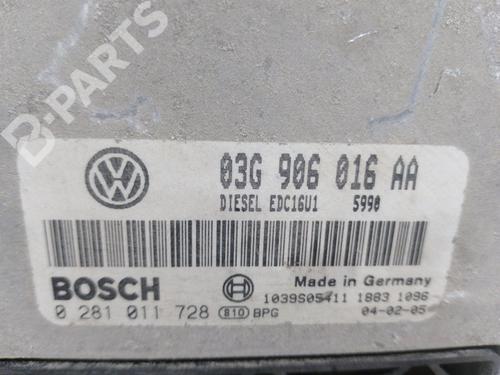 B-PARTS
03G 906 016 AA
DIESEL EDC16U1 5990
BOSCH
Made in Germany
1039S05411 1883 1096
0 281 011 728 810 BPG 04-02-05